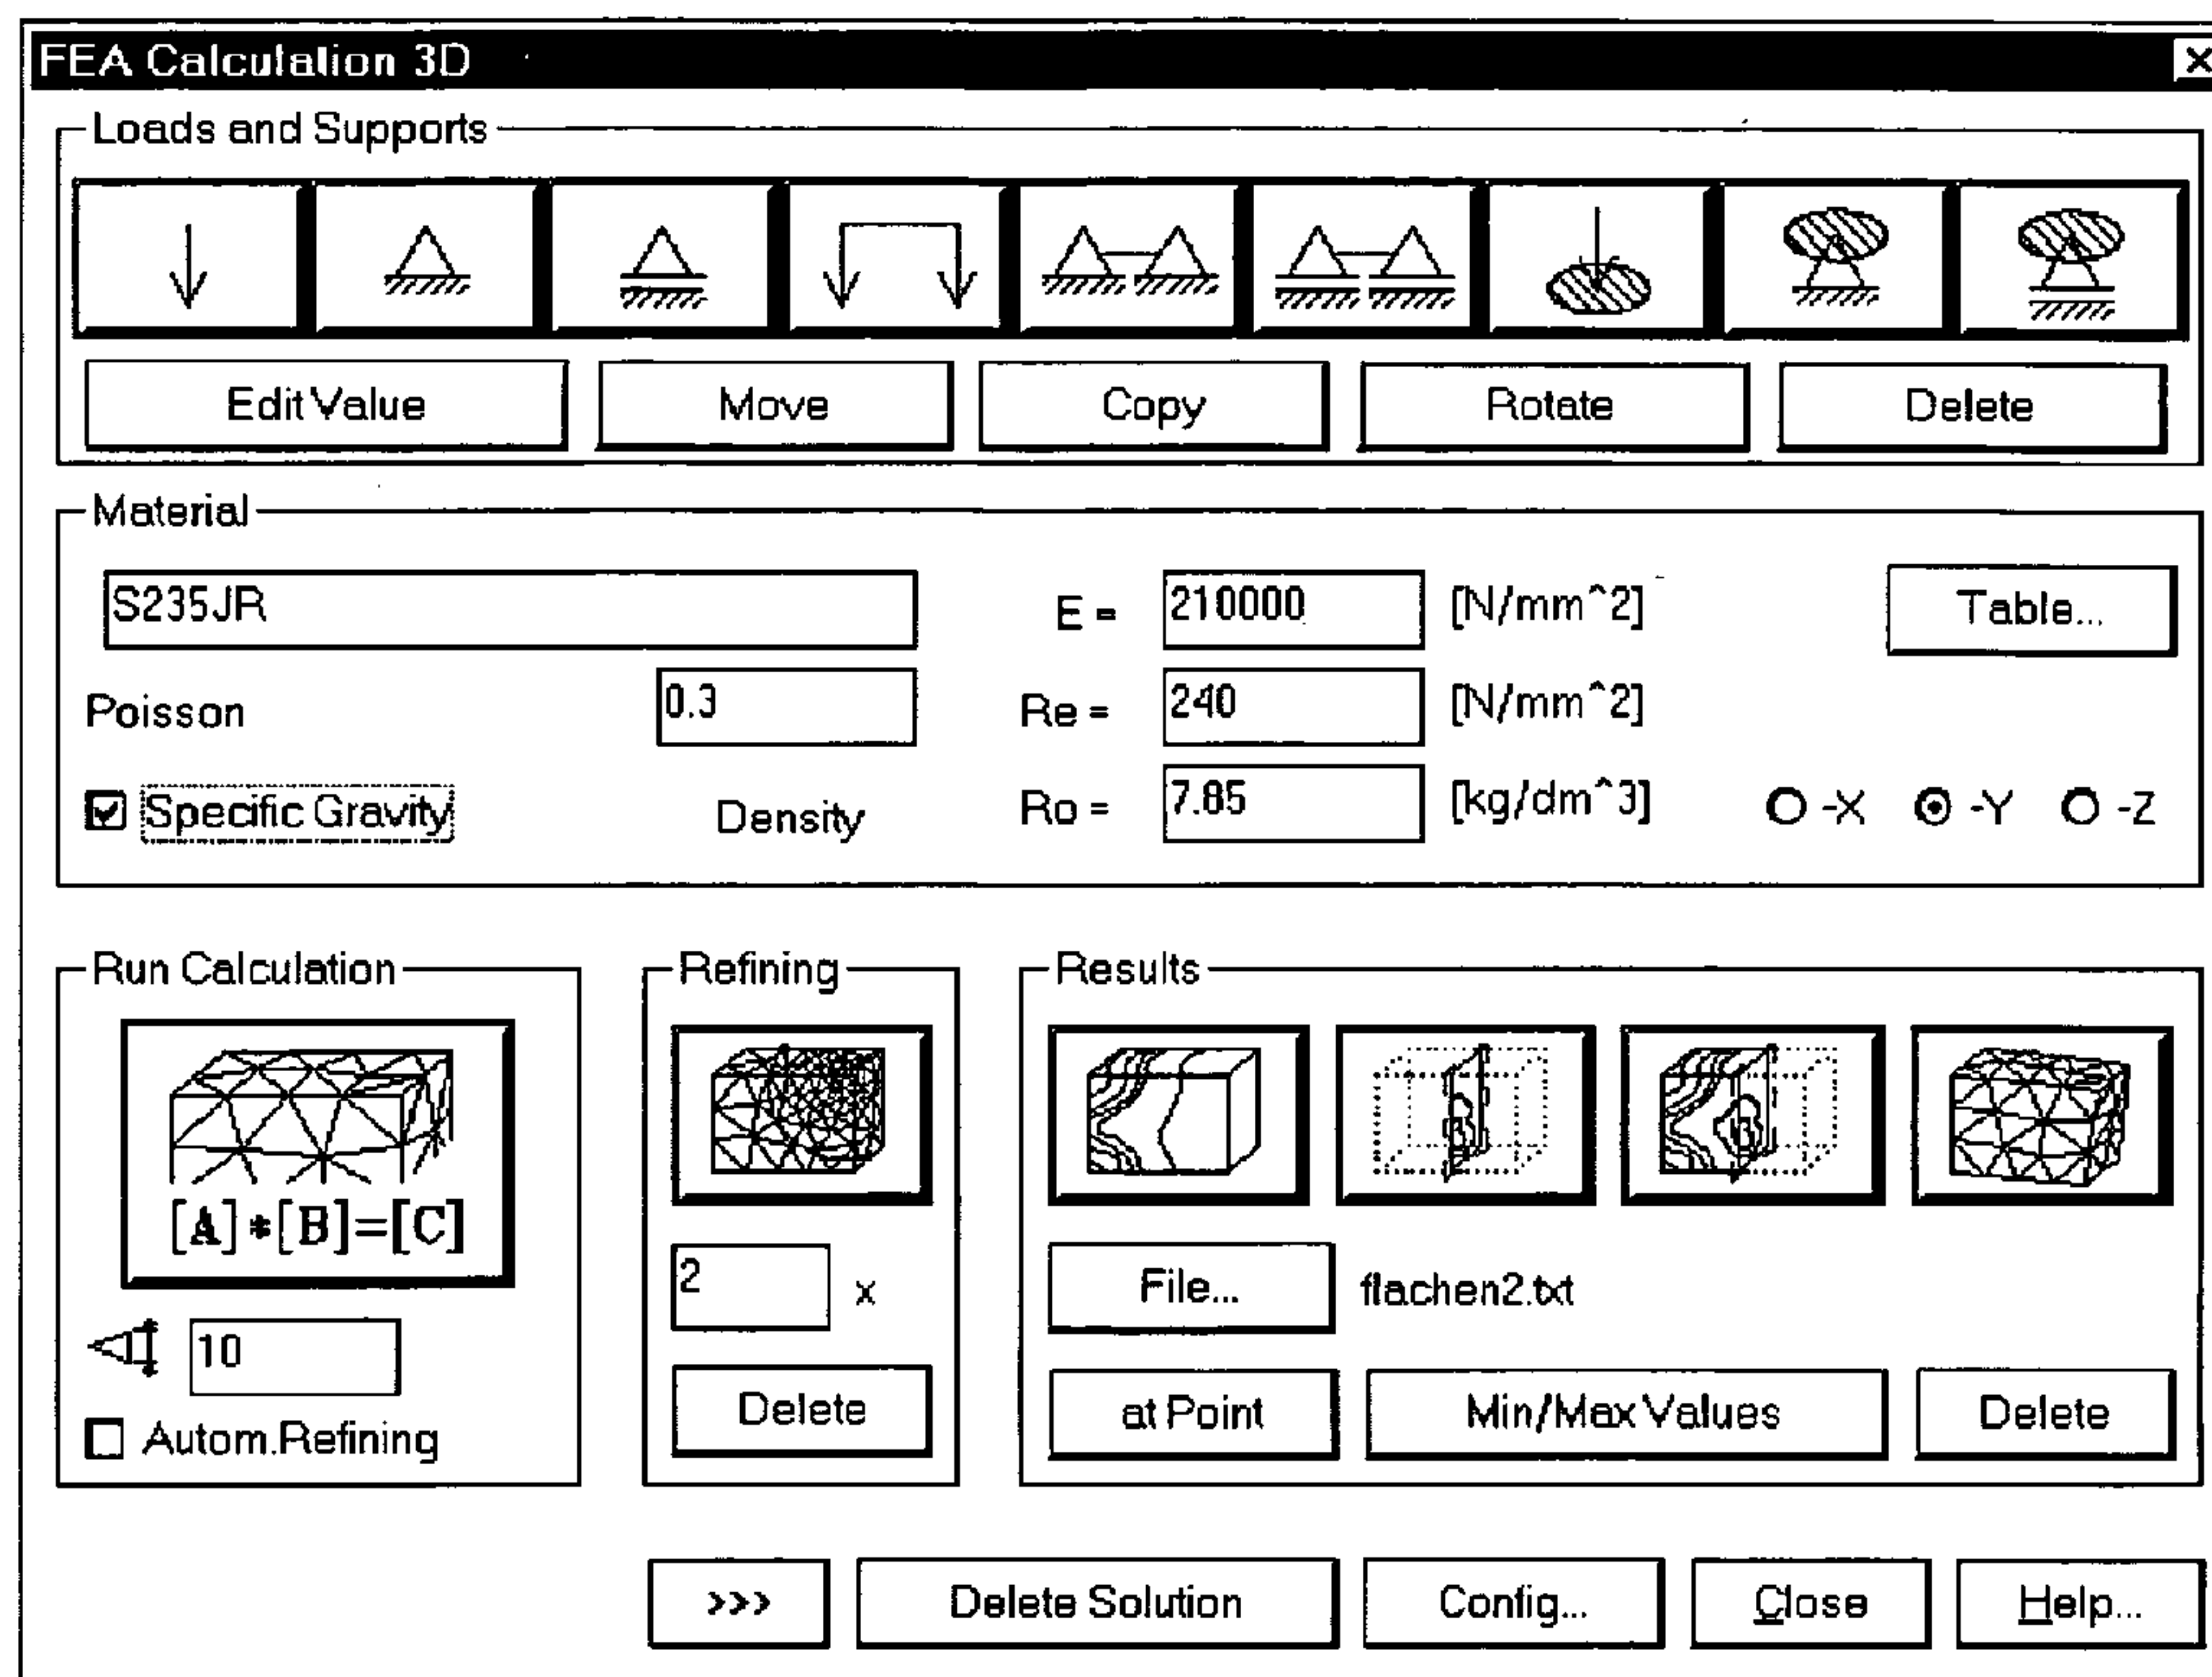 FEA Calculation 3D
Loads and Supports
Edit Value Move Copy Rotate Delete
Material
S235JR E = 210000 [N/mm^2] Table...
Poisson 0.3 Re = 240 [N/mm^2]
Specific Gravity Density Ro = 7.85 [kg/dm^3] -X -Y -Z
Run Calculation Refining Results
[A]*[B]=[C]
2 x File... flachen2.txt
10
Delete at Point Min/Max Values Delete
Autom.Refining
>>> Delete Solution Config... Close Help...